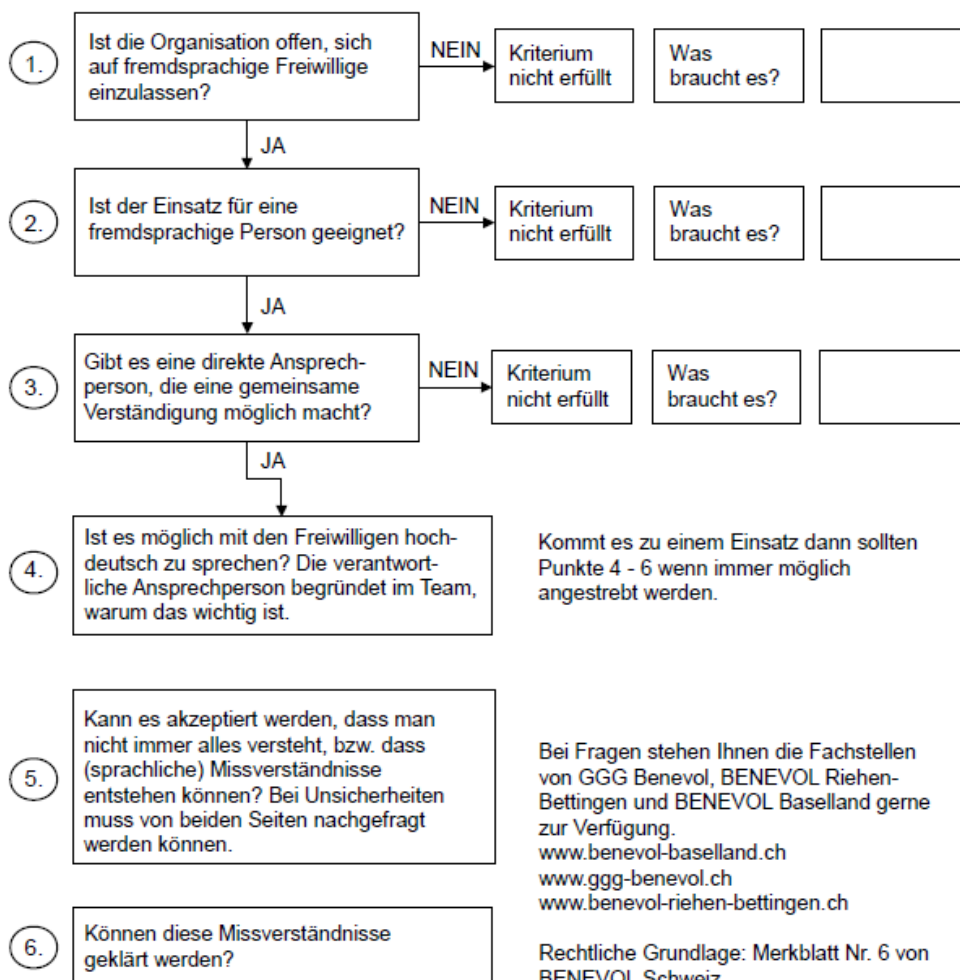 1.
Ist die Organisation offen, sich
auf fremdsprachige Freiwillige
einzulassen?
NEIN
Kriterium
nicht erfüllt
Was
braucht es?
JA
2.
Ist der Einsatz für eine
fremdsprachige Person geeignet?
NEIN
Kriterium
nicht erfüllt
Was
braucht es?
JA
3.
Gibt es eine direkte Ansprech-
person, die eine gemeinsame
Verständigung möglich macht?
NEIN
Kriterium
nicht erfüllt
Was
braucht es?
JA
4.
Ist es möglich mit den Freiwilligen hoch-
deutsch zu sprechen? Die verantwort-
liche Ansprechperson begründet im Team,
warum das wichtig ist.
Kommt es zu einem Einsatz dann sollten
Punkte 4 - 6 wenn immer möglich
angestrebt werden.
5.
Kann es akzeptiert werden, dass man
nicht immer alles versteht, bzw. dass
(sprachliche) Missverständnisse
entstehen können? Bei Unsicherheiten
muss von beiden Seiten nachgefragt
werden können.
Bei Fragen stehen Ihnen die Fachstellen
von GGG Benevol, BENEVOL Riehen-
Bettingen und BENEVOL Baselland gerne
zur Verfügung.
www.benevol-baselland.ch
www.ggg-benevol.ch
www.benevol-riehen-bettingen.ch
6.
Können diese Missverständnisse
geklärt werden?
Rechtliche Grundlage: Merkblatt Nr. 6 von
BENEVOL Schweiz